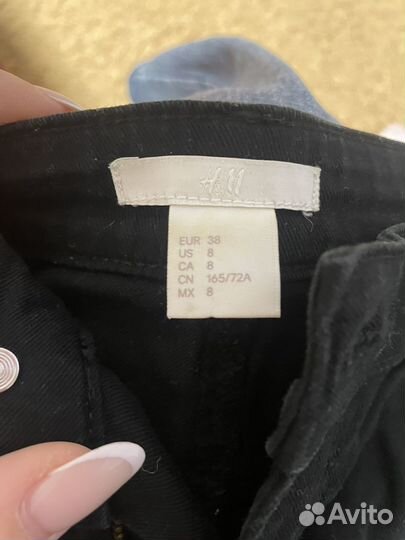 H&M
EUR 38
US 8
CA 8
CN 165/72A
MX 8
Avito